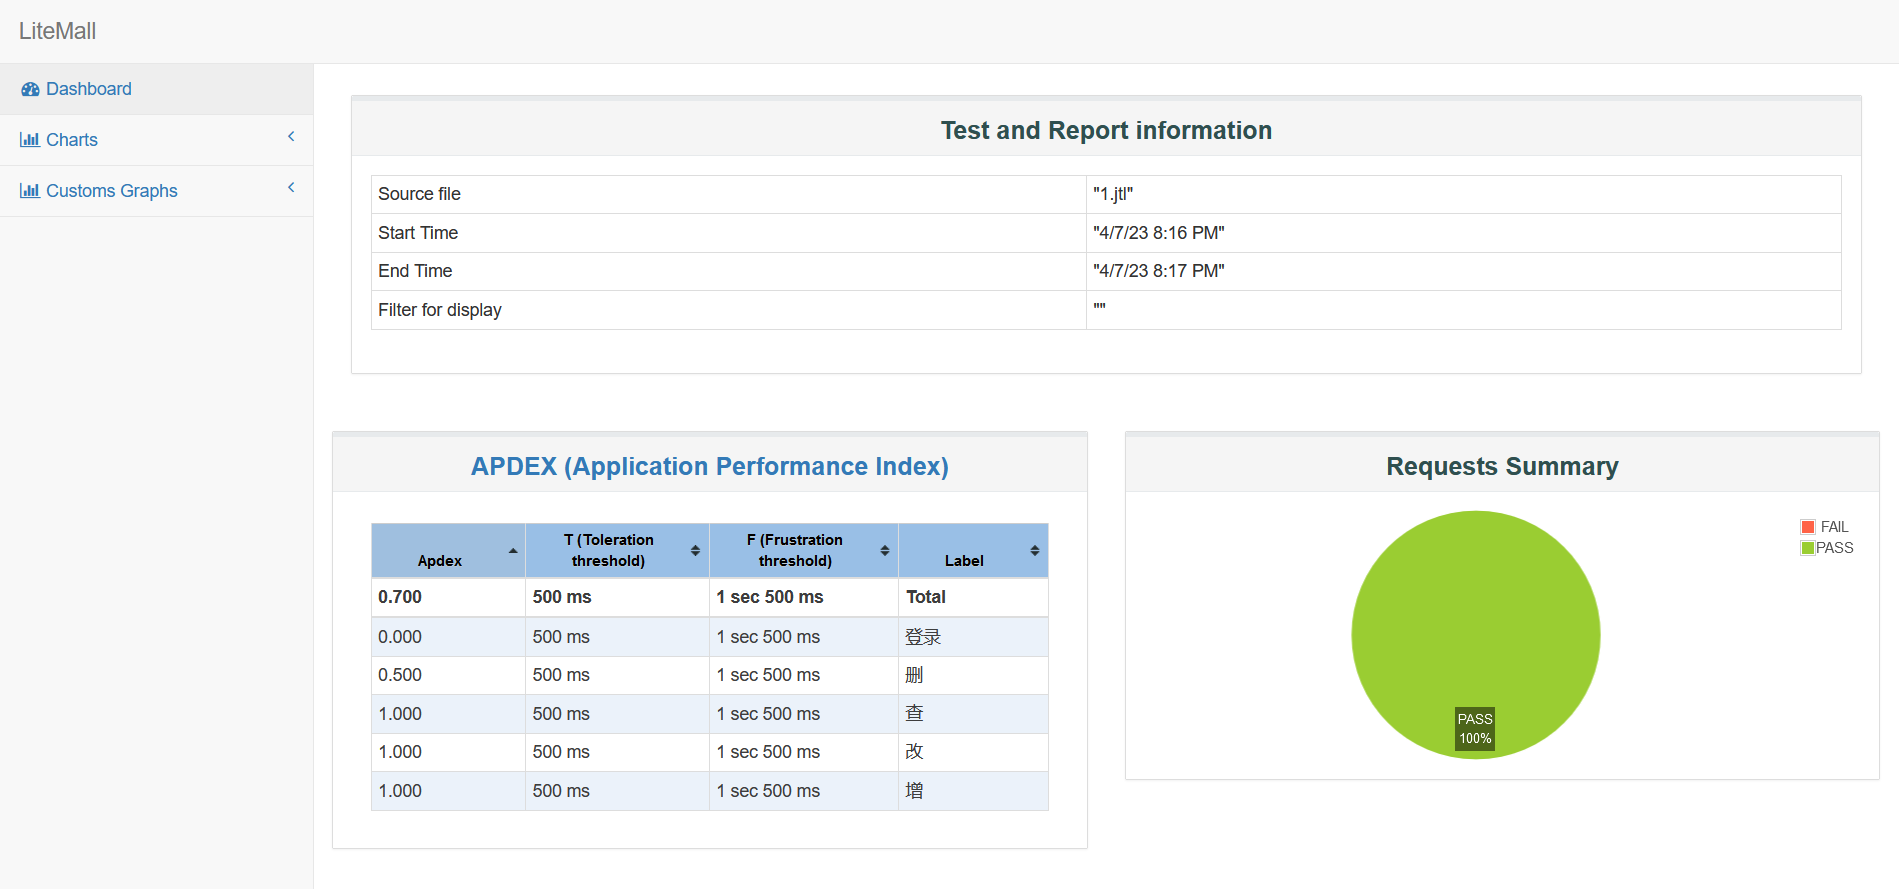 LiteMall
Dashboard
Charts
Customs Graphs
Test and Report information
Source file "1.jtl"
Start Time "4/7/23 8:16 PM"
End Time "4/7/23 8:17 PM"
Filter for display ""
APDEX (Application Performance Index)
Apdex T (Toleration threshold) F (Frustration threshold) Label
0.700 500 ms 1 sec 500 ms Total
0.000 500 ms 1 sec 500 ms 登录
0.500 500 ms 1 sec 500 ms 删
1.000 500 ms 1 sec 500 ms 查
1.000 500 ms 1 sec 500 ms 改
1.000 500 ms 1 sec 500 ms 增
Requests Summary
FAIL
PASS
PASS
100%